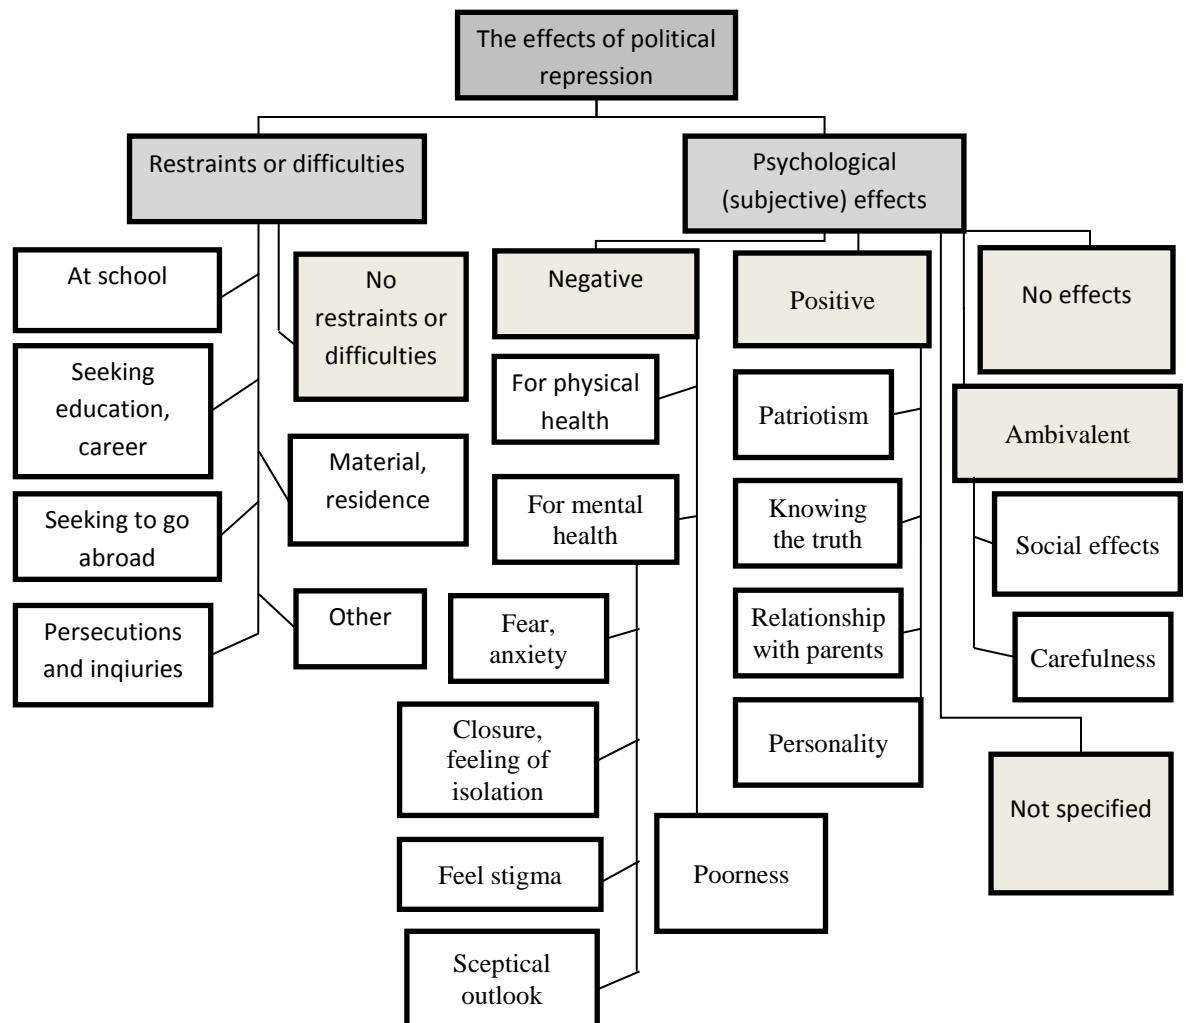 The effects of political
repression
Restraints or difficulties
Psychological
(subjective) effects
At school
No
restraints or
difficulties
Seeking
education,
career
Material,
residence
Seeking to go
abroad
Other
Persecutions
and inqiuries
Negative
Positive
No effects
For physical
health
For mental
health
Fear,
anxiety
Closure,
feeling of
isolation
Feel stigma
Sceptical
outlook
Poorness
Patriotism
Knowing
the truth
Relationship
with parents
Personality
Ambivalent
Social effects
Carefulness
Not specified